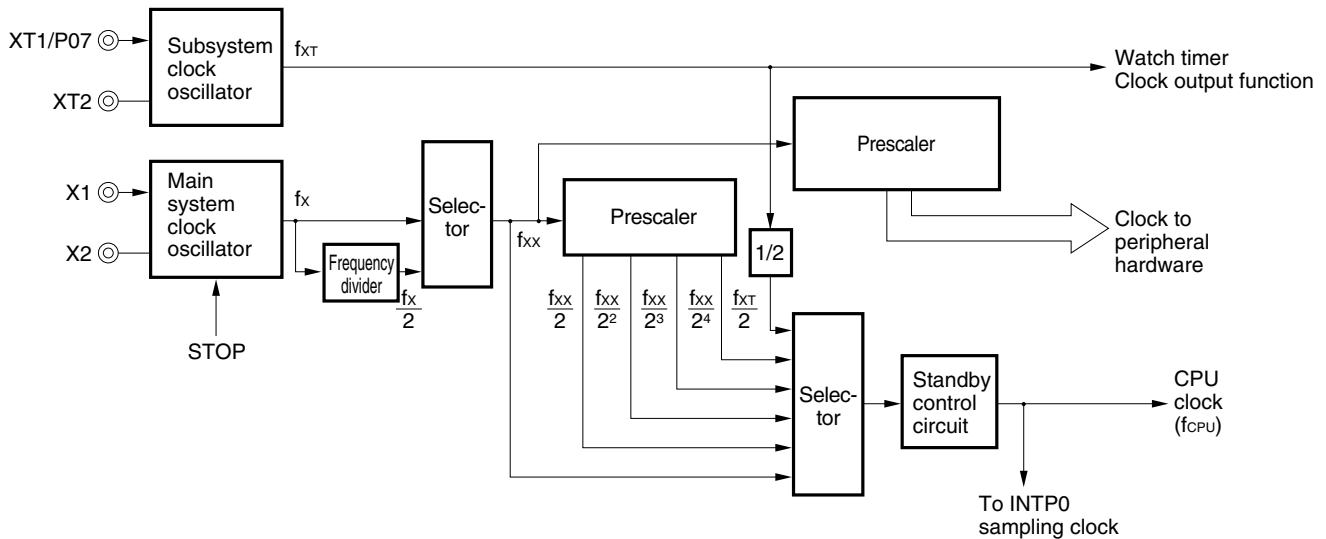 XT1/P07
XT2
Subsystem
clock
oscillator
fXT
Watch timer
Clock output function
Prescaler
X1
X2
Main
system
clock
oscillator
STOP
fX
Frequency
divider
fX
2
Selec-
tor
fXX
Prescaler
1/2
Clock to
peripheral
hardware
fXX
2
fXX
2²
fXX
2³
fXX
2⁴
fXT
2
Selec-
tor
Standby
control
circuit
CPU
clock
(fCPU)
To INTP0
sampling clock